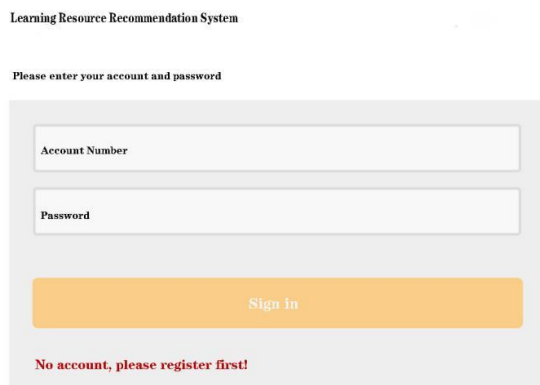 Learning Resource Recommendation System
Please enter your account and password
Account Number
Password
Sign in
No account, please register first!